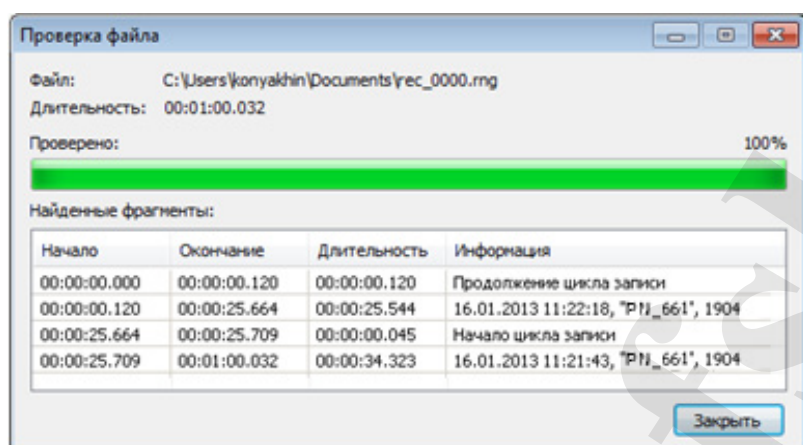 Проверка файла
Файл: C:\Users\konyakhin\Documents\rec_0000.rng
Длительность: 00:01:00.032
Проверено: 100%
Найденные фрагменты:
Начало Окончание Длительность Информация
00:00:00.000 00:00:00.120 00:00:00.120 Продолжение цикла записи
00:00:00.120 00:00:25.664 00:00:25.544 16.01.2013 11:22:18, "PN_661", 1904
00:00:25.664 00:00:25.709 00:00:00.045 Начало цикла записи
00:00:25.709 00:01:00.032 00:00:34.323 16.01.2013 11:21:43, "PN_661", 1904
Закрыть